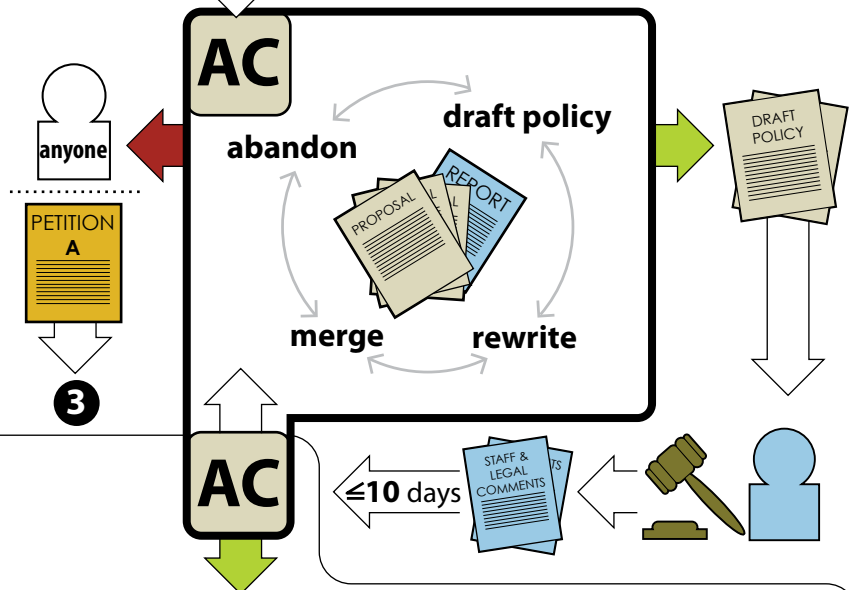 AC
draft policy
abandon
anyone
DRAFT
POLICY
PROPOSAL
REPORT
PETITION
A
merge
rewrite
3
AC
≤10 days
STAFF &
LEGAL
COMMENTS
TS